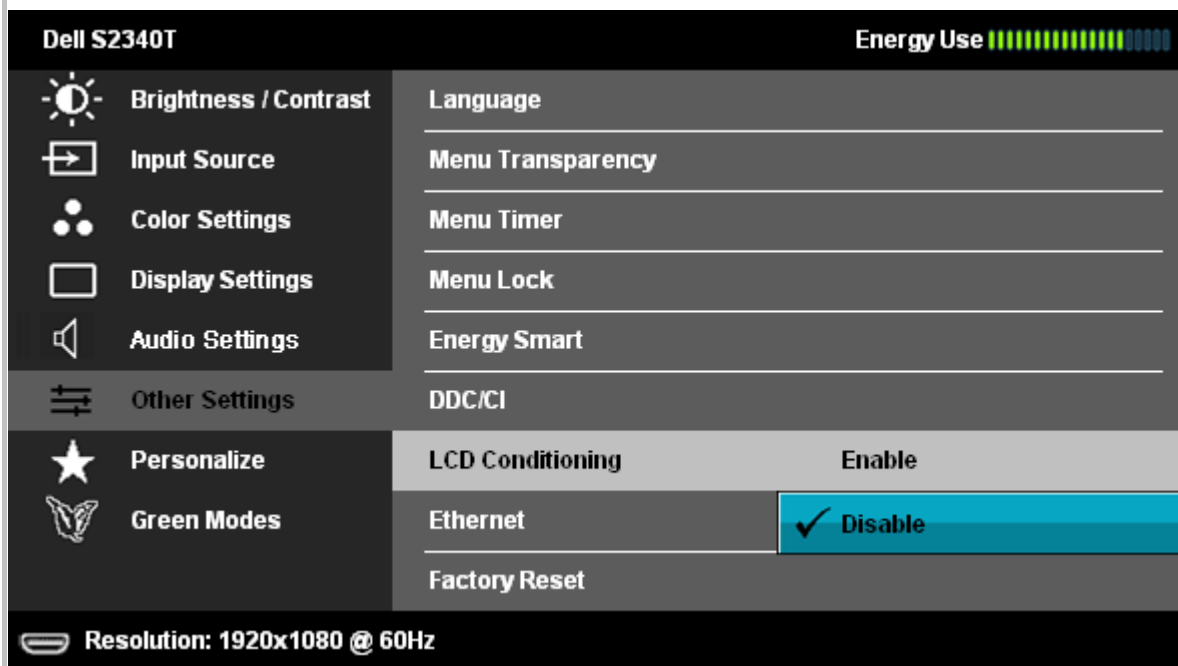 Dell S2340T Energy Use
Brightness / Contrast Language
Input Source Menu Transparency
Color Settings Menu Timer
Display Settings Menu Lock
Audio Settings Energy Smart
Other Settings DDC/CI
Personalize LCD Conditioning Enable
Green Modes Ethernet Disable
Factory Reset
Resolution: 1920x1080 @ 60Hz